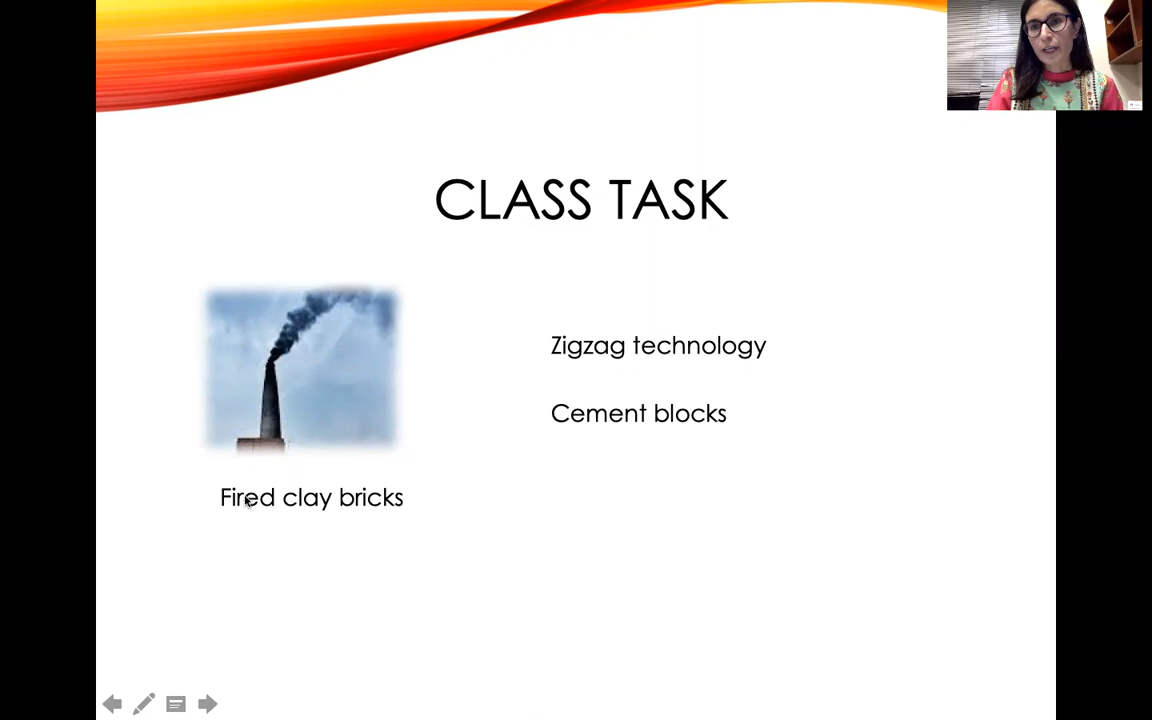 CLASS TASK
Zigzag technology
Cement blocks
Fired clay bricks